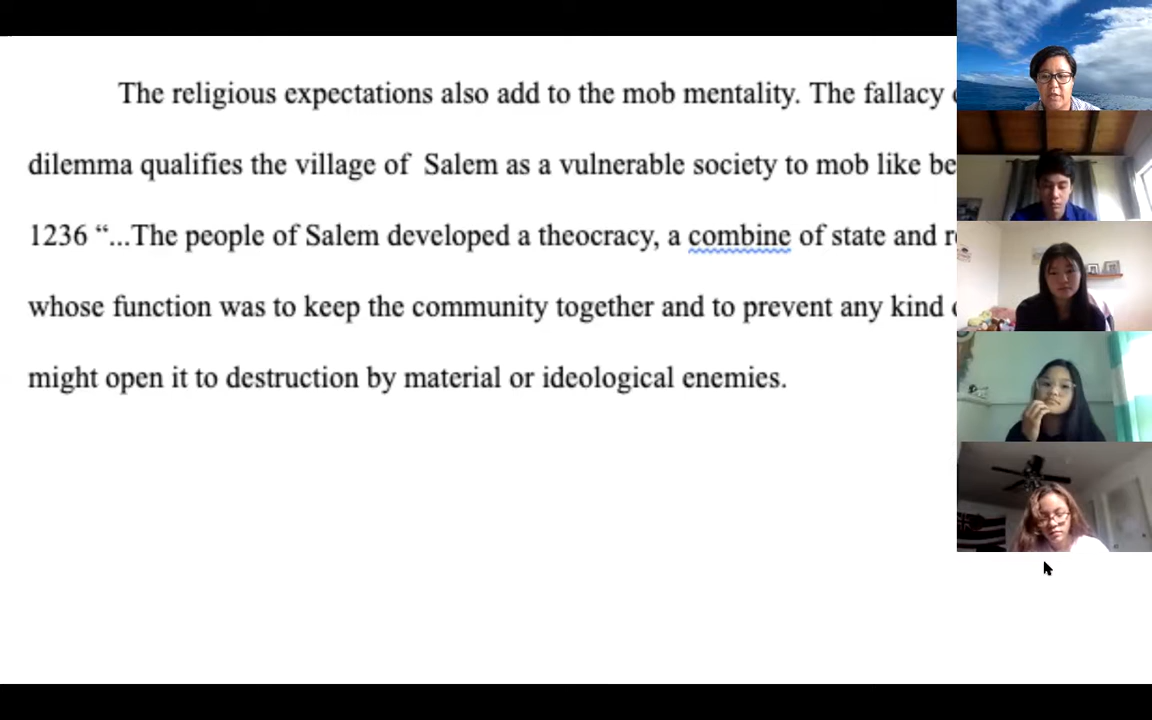 The religious expectations also add to the mob mentality. The fallacy
dilemma qualifies the village of Salem as a vulnerable society to mob like
1236 “...The people of Salem developed a theocracy, a combine of state and
whose function was to keep the community together and to prevent any kind
might open it to destruction by material or ideological enemies.